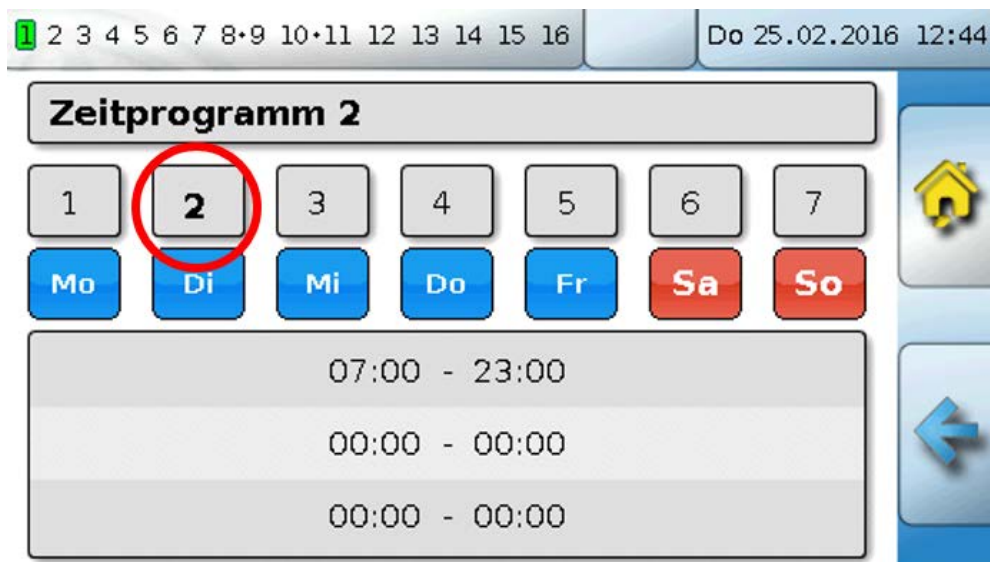 1 2 3 4 5 6 7 8•9 10•11 12 13 14 15 16 Do 25.02.2016 12:44
Zeitprogramm 2
1 2 3 4 5 6 7
Mo Di Mi Do Fr Sa So
07:00 - 23:00
00:00 - 00:00
00:00 - 00:00